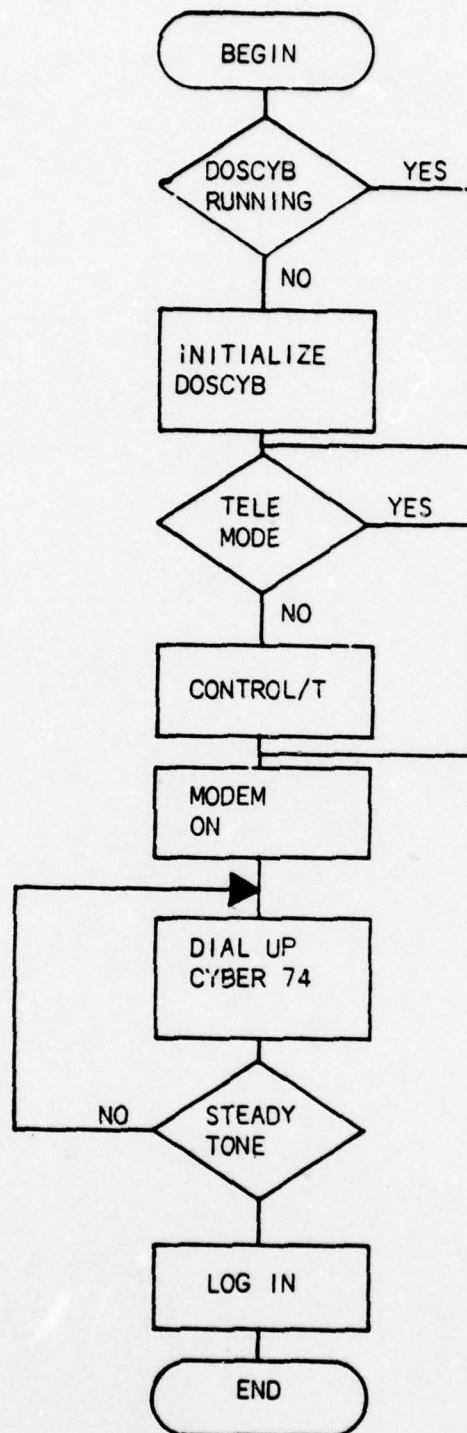 BEGIN
DOSCYB
RUNNING
YES
NO
INITIALIZE
DOSCYB
TELE
MODE
YES
NO
CONTROL/T
MODEM
ON
DIAL UP
CYBER 74
NO
STEADY
TONE
LOG IN
END